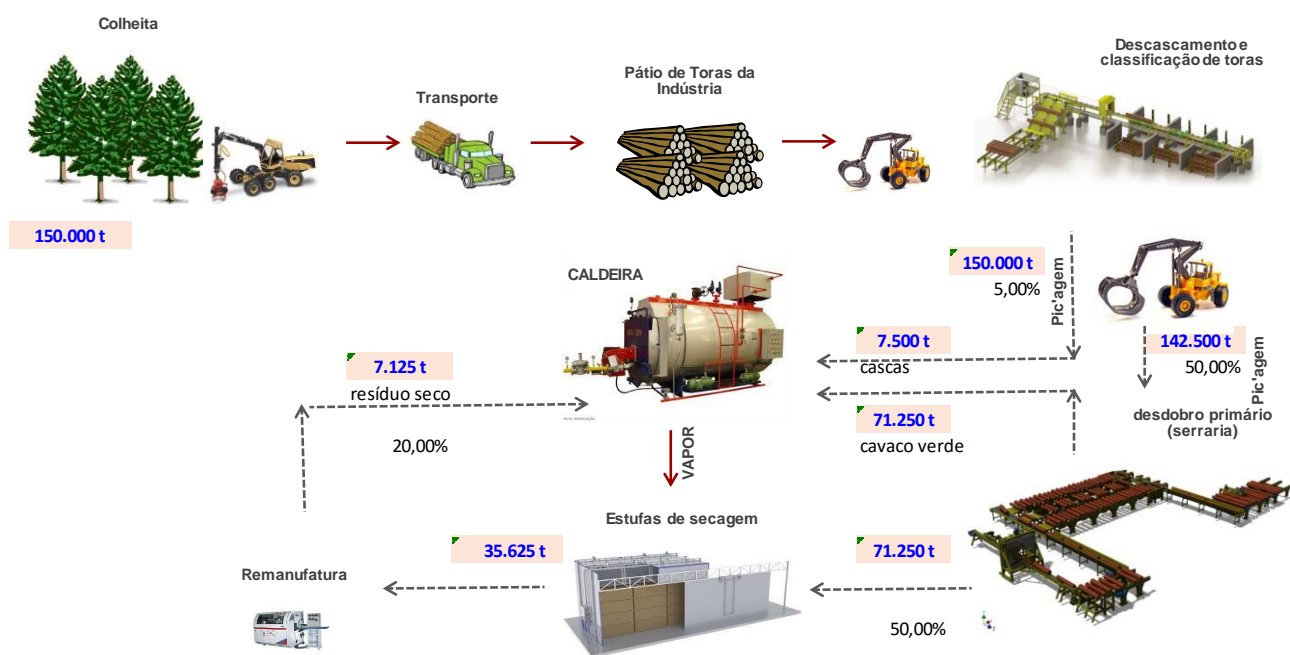 Colheita
Transporte
Pátio de Toras da
Indústria
Descascamento e
classificação de toras
150.000 t
CALDEIRA
150.000 t
5,00%
Pic'agem
7.500 t
cascas
142.500 t
50,00%
Pic'agem
7.125 t
resíduo seco
20,00%
71.250 t
cavaco verde
desdobro primário
(serraria)
VAPOR
Estufas de secagem
35.625 t
71.250 t
50,00%
Remanufatura